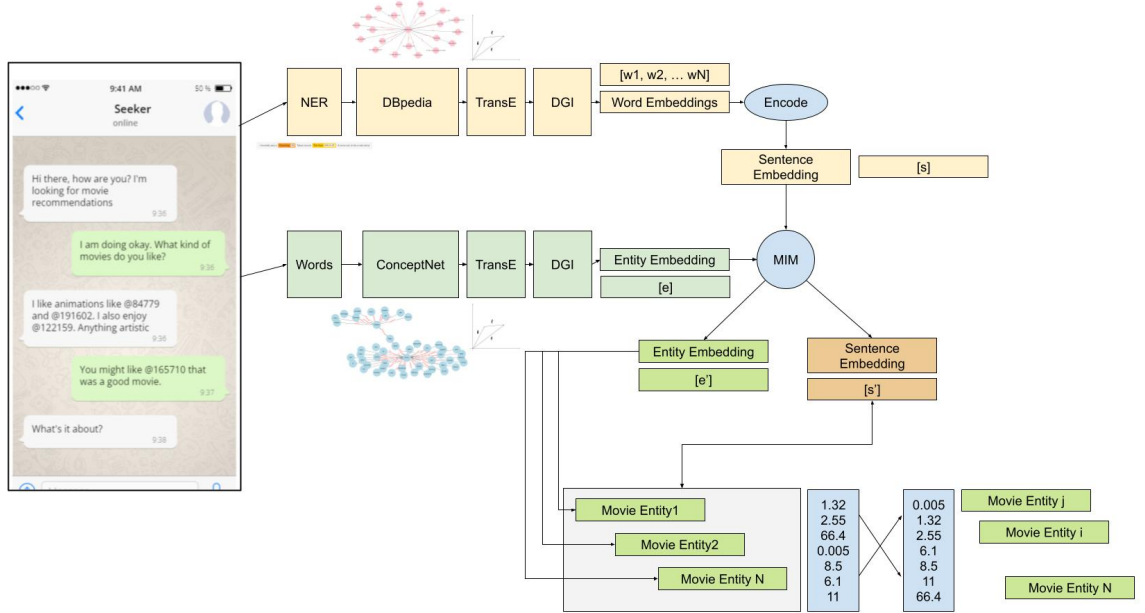 9:41 AM
50 %
Seeker
online
Hi there, how are you? I'm
looking for movie
recommendations
9:36
I am doing okay. What kind of
movies do you like?
9:36
I like animations like @84779
and @191602. I also enjoy
@122159. Anything artistic
9:36
You might like @165710 that
was a good movie.
9:37
What's it about?
9:38
NER
DBpedia
TransE
DGI
[w1, w2, … wN]
Word Embeddings
Encode
Sentence
Embedding
[s]
Words
ConceptNet
TransE
DGI
Entity Embedding
[e]
MIM
Entity Embedding
[e']
Sentence
Embedding
[s']
Movie Entity1
Movie Entity2
Movie Entity N
1.32
2.55
66.4
0.005
8.5
6.1
11
0.005
1.32
2.55
6.1
8.5
11
66.4
Movie Entity j
Movie Entity i
Movie Entity N